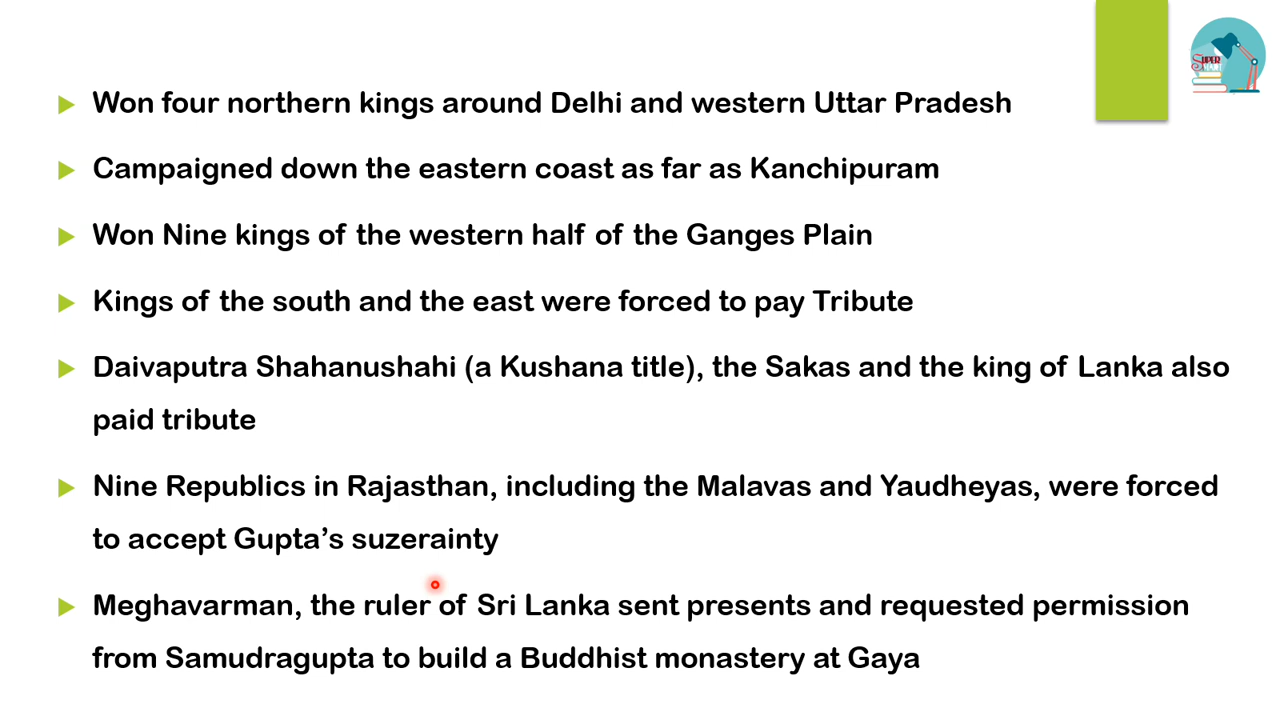 SUPER
Won four northern kings around Delhi and western Uttar Pradesh
Campaigned down the eastern coast as far as Kanchipuram
Won Nine kings of the western half of the Ganges Plain
Kings of the south and the east were forced to pay Tribute
Daivaputra Shahanushahi (a Kushana title), the Sakas and the king of Lanka also
paid tribute
Nine Republics in Rajasthan, including the Malavas and Yaudheyas, were forced
to accept Gupta’s suzerainty
Meghavarman, the ruler of Sri Lanka sent presents and requested permission
from Samudragupta to build a Buddhist monastery at Gaya